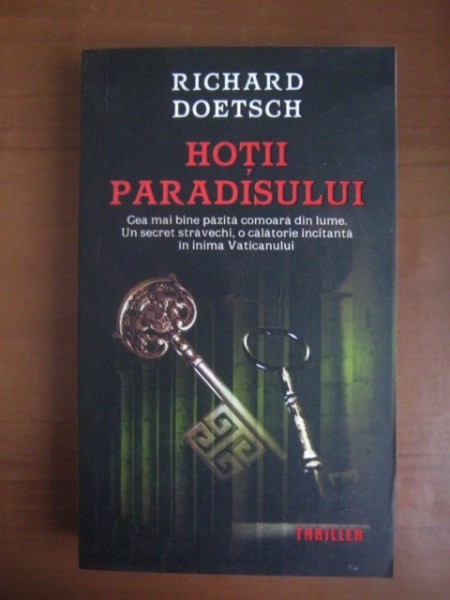 RICHARD
DOETSCH
HOȚII
PARADISULUI
Cea mai bine păzită comoară din lume.
Un secret străvechi, o călătorie incitantă
în inima Vaticanului
THRILLER